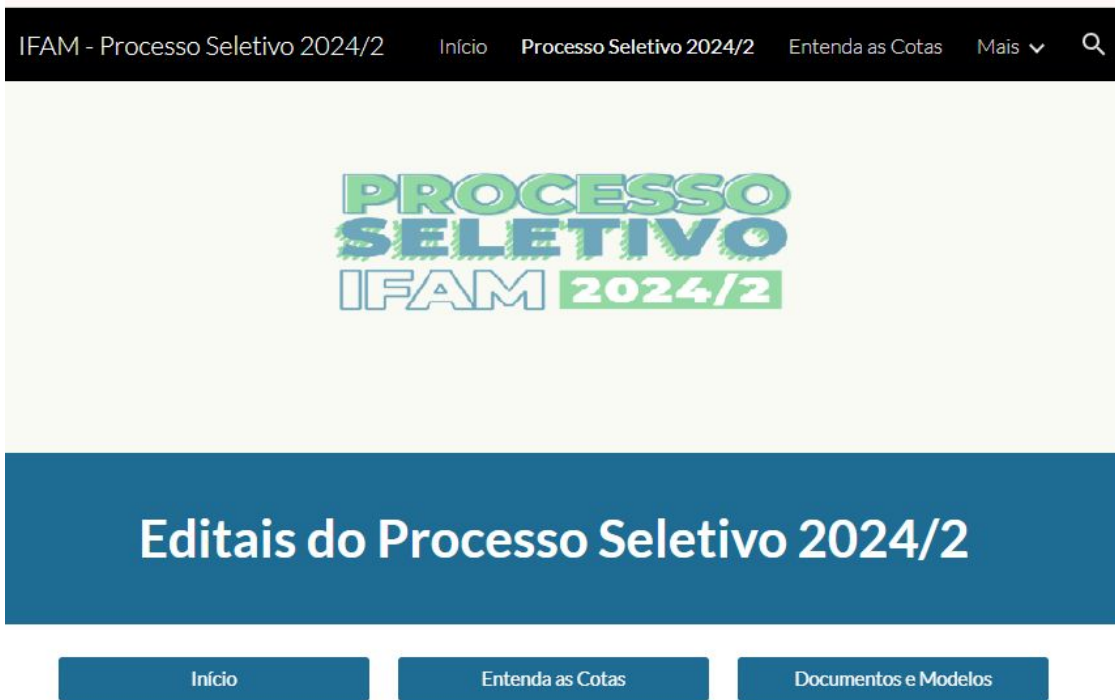 IFAM - Processo Seletivo 2024/2 Início Processo Seletivo 2024/2 Entenda as Cotas Mais
PROCESSO
SELETIVO
IFAM 2024/2
Editais do Processo Seletivo 2024/2
Início Entenda as Cotas Documentos e Modelos